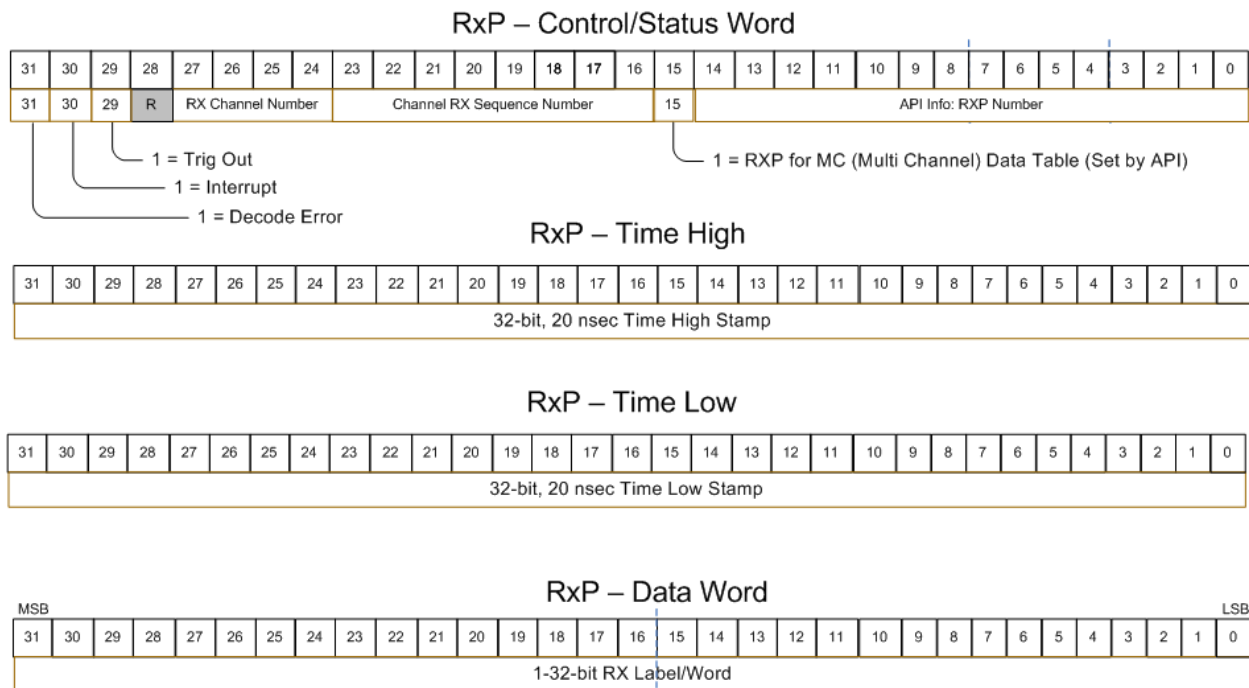 RxP – Control/Status Word
31 30 29 28 27 26 25 24 23 22 21 20 19 18 17 16 15 14 13 12 11 10 9 8 7 6 5 4 3 2 1 0
31 30 29 R RX Channel Number Channel RX Sequence Number 15 API Info: RXP Number
1 = Trig Out 1 = RXP for MC (Multi Channel) Data Table (Set by API)
1 = Interrupt
1 = Decode Error
RxP – Time High
31 30 29 28 27 26 25 24 23 22 21 20 19 18 17 16 15 14 13 12 11 10 9 8 7 6 5 4 3 2 1 0
32-bit, 20 nsec Time High Stamp
RxP – Time Low
31 30 29 28 27 26 25 24 23 22 21 20 19 18 17 16 15 14 13 12 11 10 9 8 7 6 5 4 3 2 1 0
32-bit, 20 nsec Time Low Stamp
RxP – Data Word
MSB LSB
31 30 29 28 27 26 25 24 23 22 21 20 19 18 17 16 15 14 13 12 11 10 9 8 7 6 5 4 3 2 1 0
1-32-bit RX Label/Word